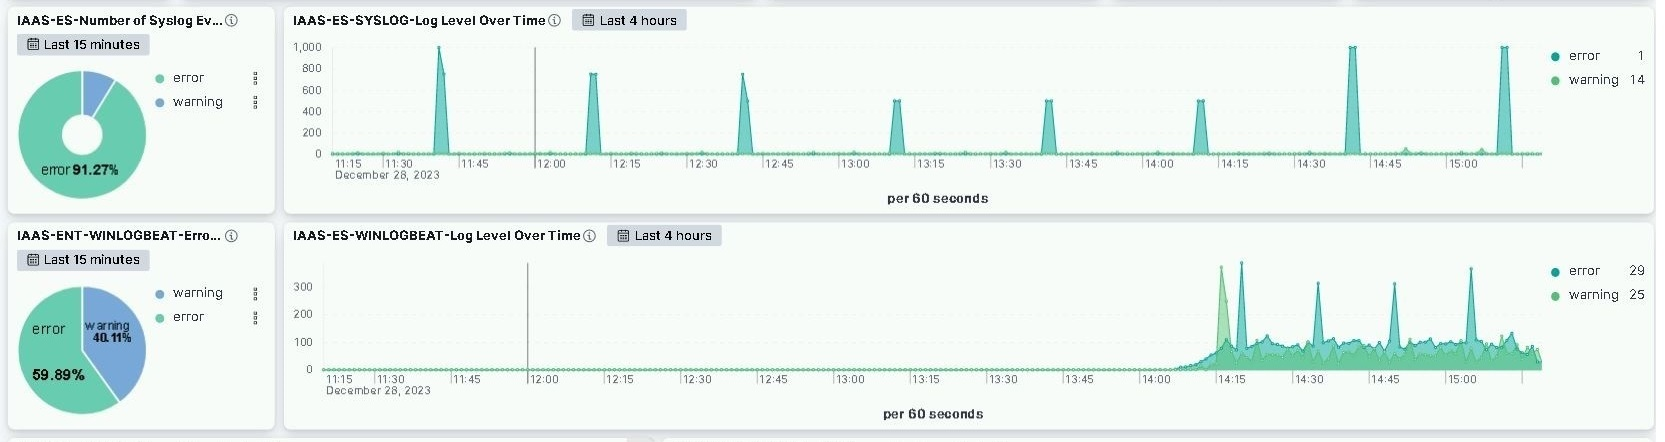 IAAS-ES-Number of Syslog Ev...
Last 15 minutes
error
warning
error 91.27%
IAAS-ES-SYSLOG-Log Level Over Time
Last 4 hours
1,000
800
600
400
200
0
11:15 11:30 11:45 12:00 12:15 12:30 12:45 13:00 13:15 13:30 13:45 14:00 14:15 14:30 14:45 15:00
December 28, 2023
per 60 seconds
error 1
warning 14
IAAS-ENT-WINLOGBEAT-Erro...
Last 15 minutes
warning
error
error
59.89%
warning
40.11%
IAAS-ES-WINLOGBEAT-Log Level Over Time
Last 4 hours
300
200
100
0
11:15 11:30 11:45 12:00 12:15 12:30 12:45 13:00 13:15 13:30 13:45 14:00 14:15 14:30 14:45 15:00
December 28, 2023
per 60 seconds
error 29
warning 25